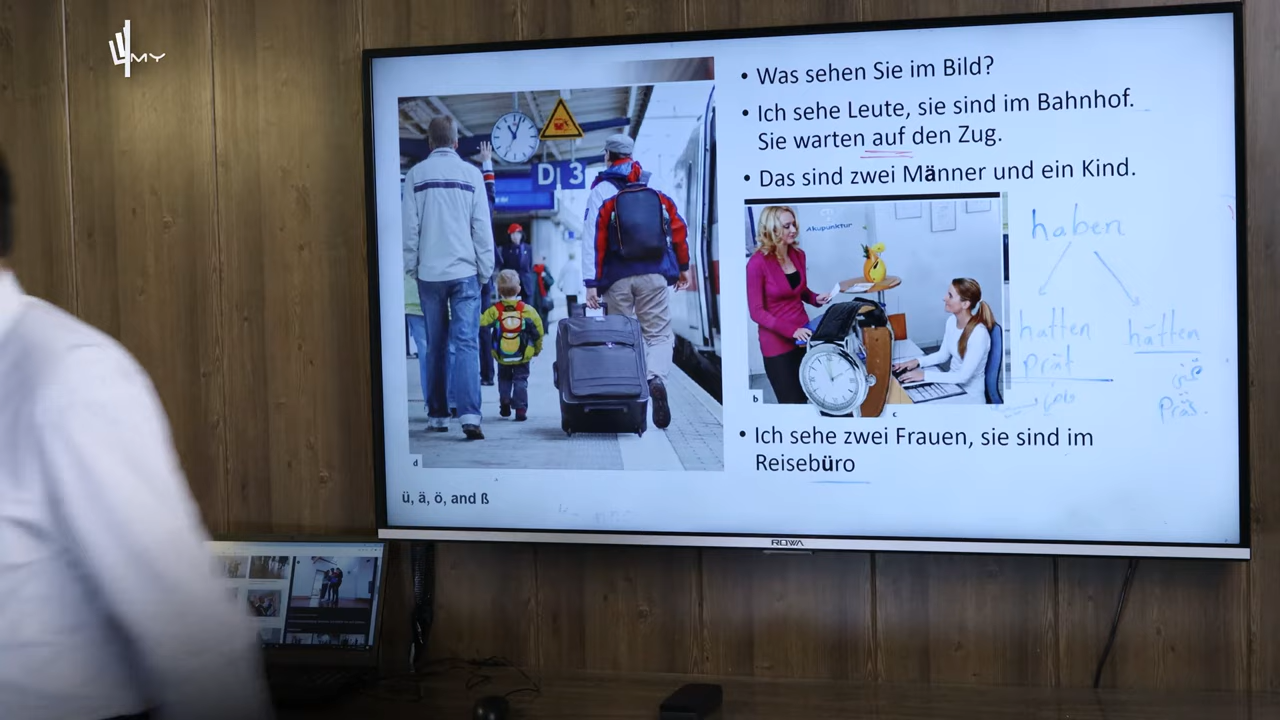 MY
• Was sehen Sie im Bild?
• Ich sehe Leute, sie sind im Bahnhof.
Sie warten auf den Zug.
• Das sind zwei Männer und ein Kind.
D 3
Akupunktur
haben
hatten
hätten
Prät
Präs.
b
c
d
• Ich sehe zwei Frauen, sie sind im
Reisebüro
ü, ä, ö, and ß
ROWA